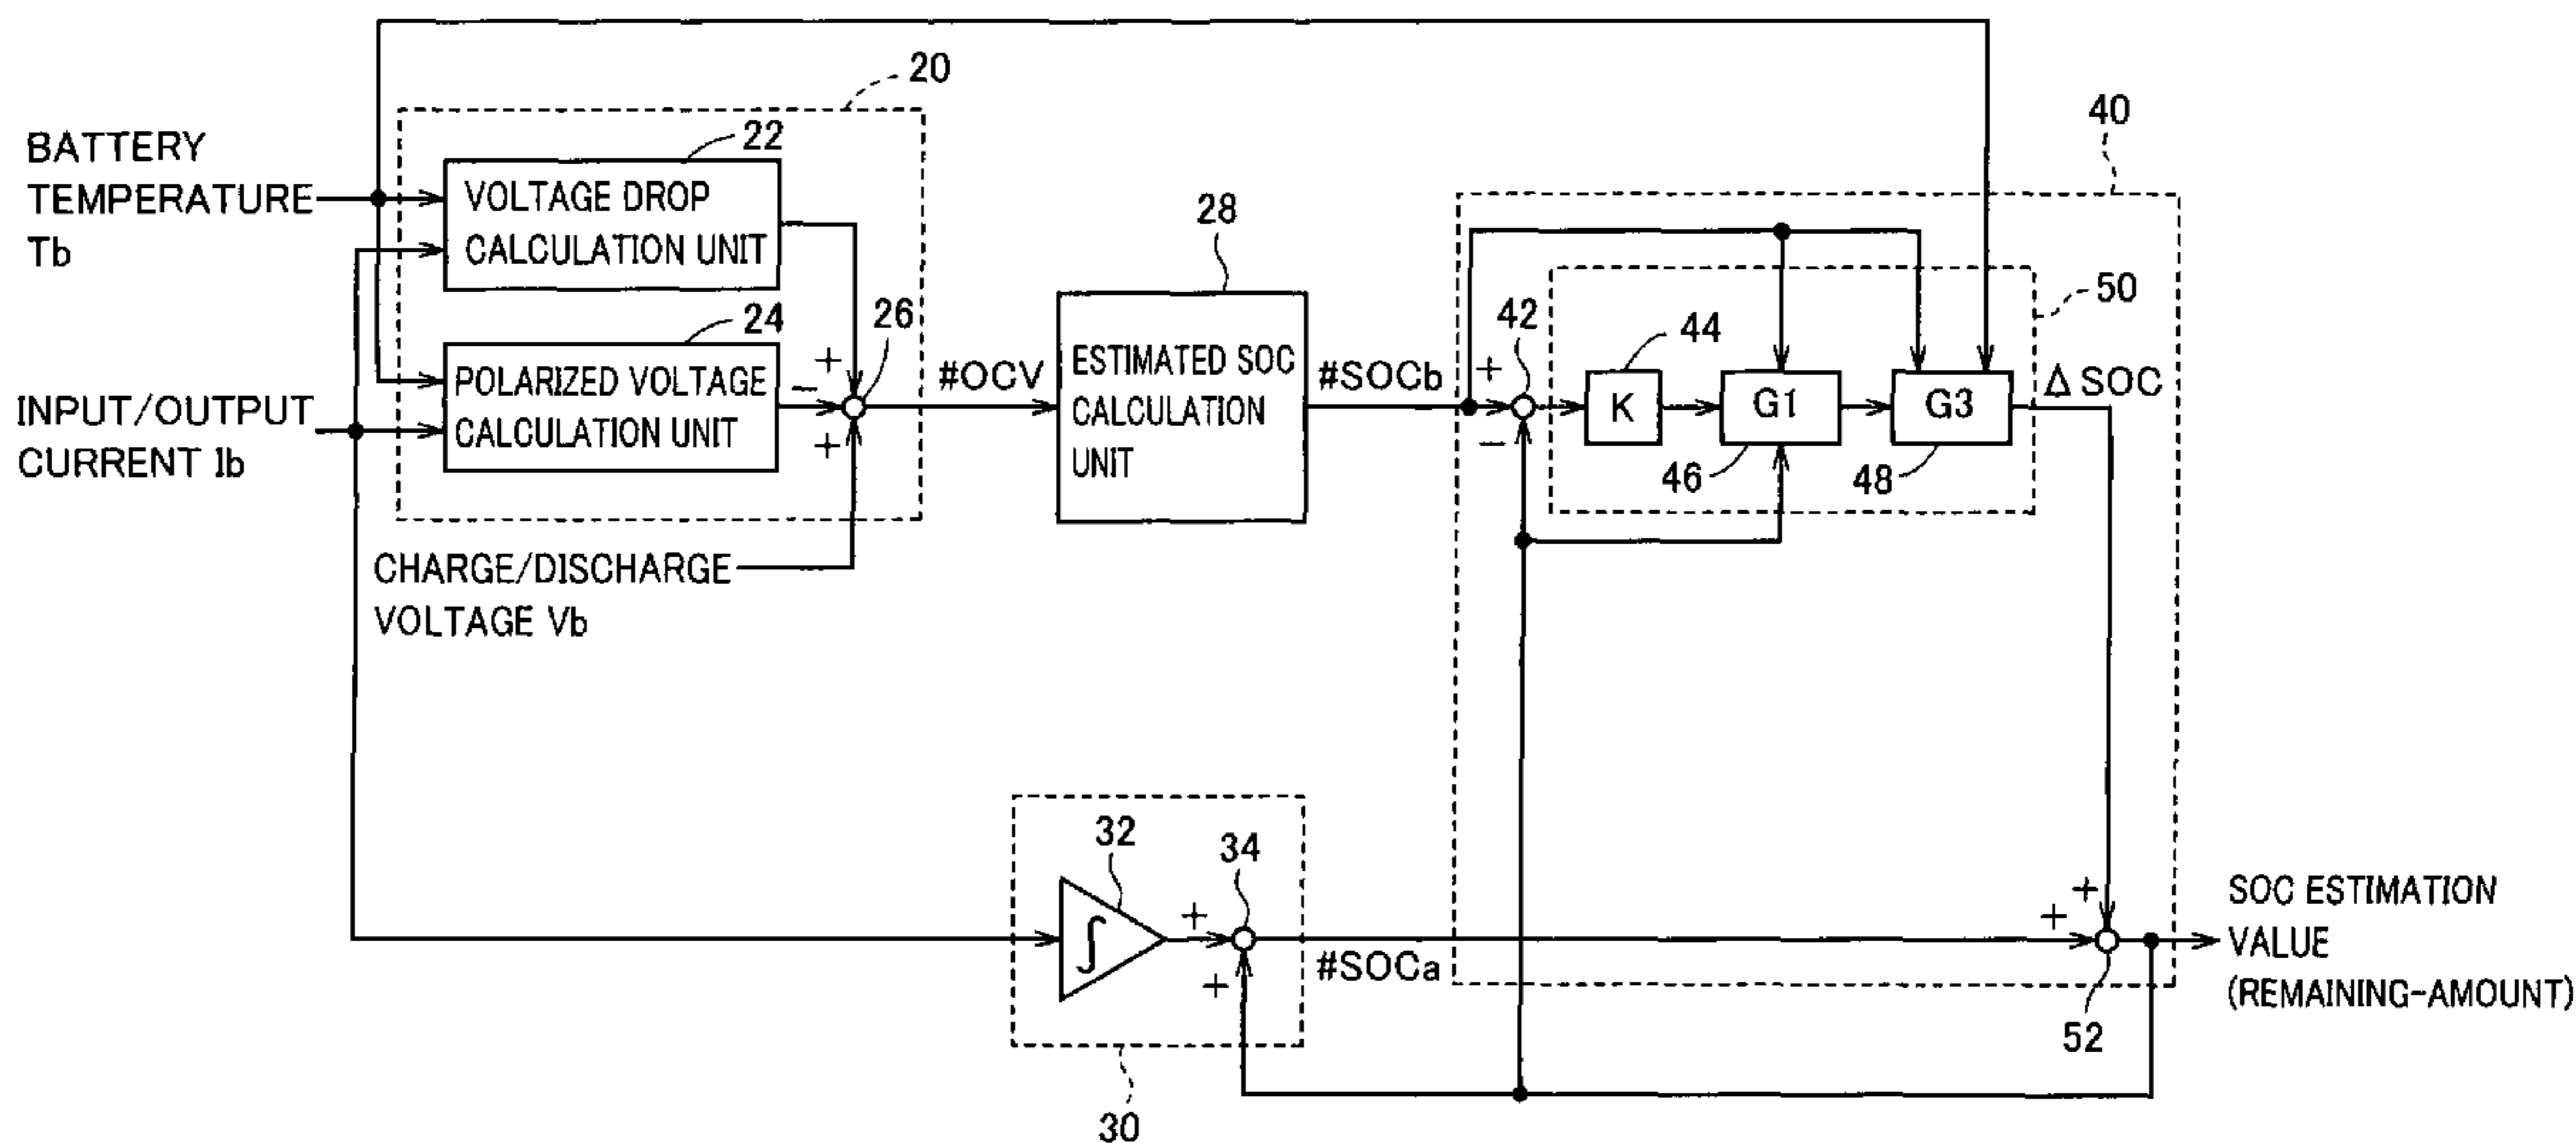 20
BATTERY
TEMPERATURE
Tb
22
VOLTAGE DROP
CALCULATION UNIT
24
POLARIZED VOLTAGE
CALCULATION UNIT
INPUT/OUTPUT
CURRENT Ib
26
+
−
+
CHARGE/DISCHARGE
VOLTAGE Vb
#OCV
28
ESTIMATED SOC
CALCULATION
UNIT
#SOCb
40
50
42
+
−
44
K
G1
46
G3
48
Δ SOC
32
∫
+
34
+
#SOCa
30
+
+
52
SOC ESTIMATION
VALUE
(REMAINING-AMOUNT)